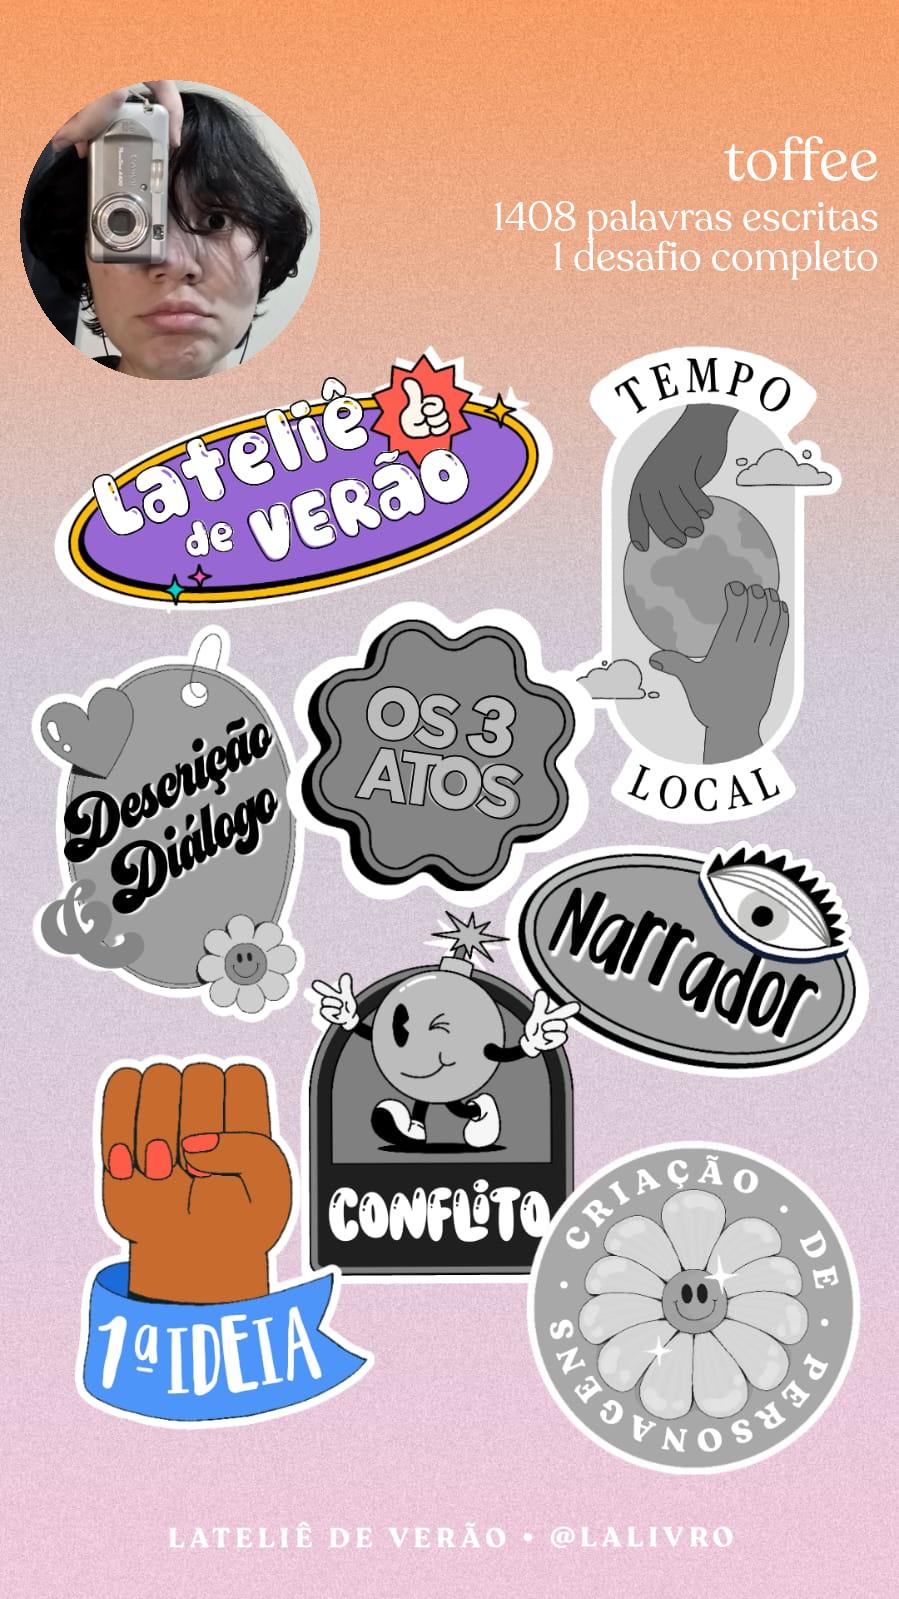 toffee
1408 palavras escritas
1 desafio completo
Lateliê
de VERÃO
TEMPO
LOCAL
OS 3
ATOS
Descrição
&
Diálogo
Narrador
CONFLITO
1ª IDEIA
CRIAÇÃO · DE · PERSONAGENS ·
LATELIÊ DE VERÃO • @LALIVRO